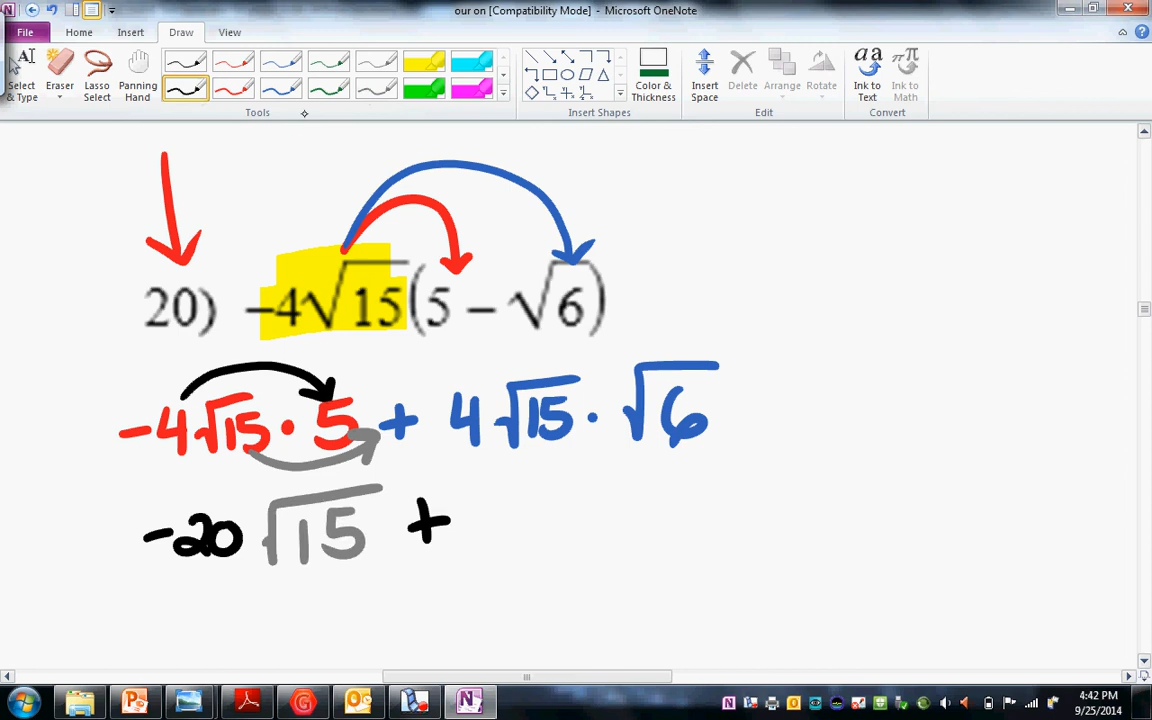 our on [Compatibility Mode] - Microsoft OneNote
File Home Insert Draw View
Select & Type Eraser Lasso Select Panning Hand Color & Thickness Insert Space Delete Arrange Rotate Ink to Text Ink to Math
Tools Insert Shapes Edit Convert
20) -4√15(5 - √6)
-4√15 · 5 + 4√15 · √6
-20√15 +
4:42 PM
9/25/2014